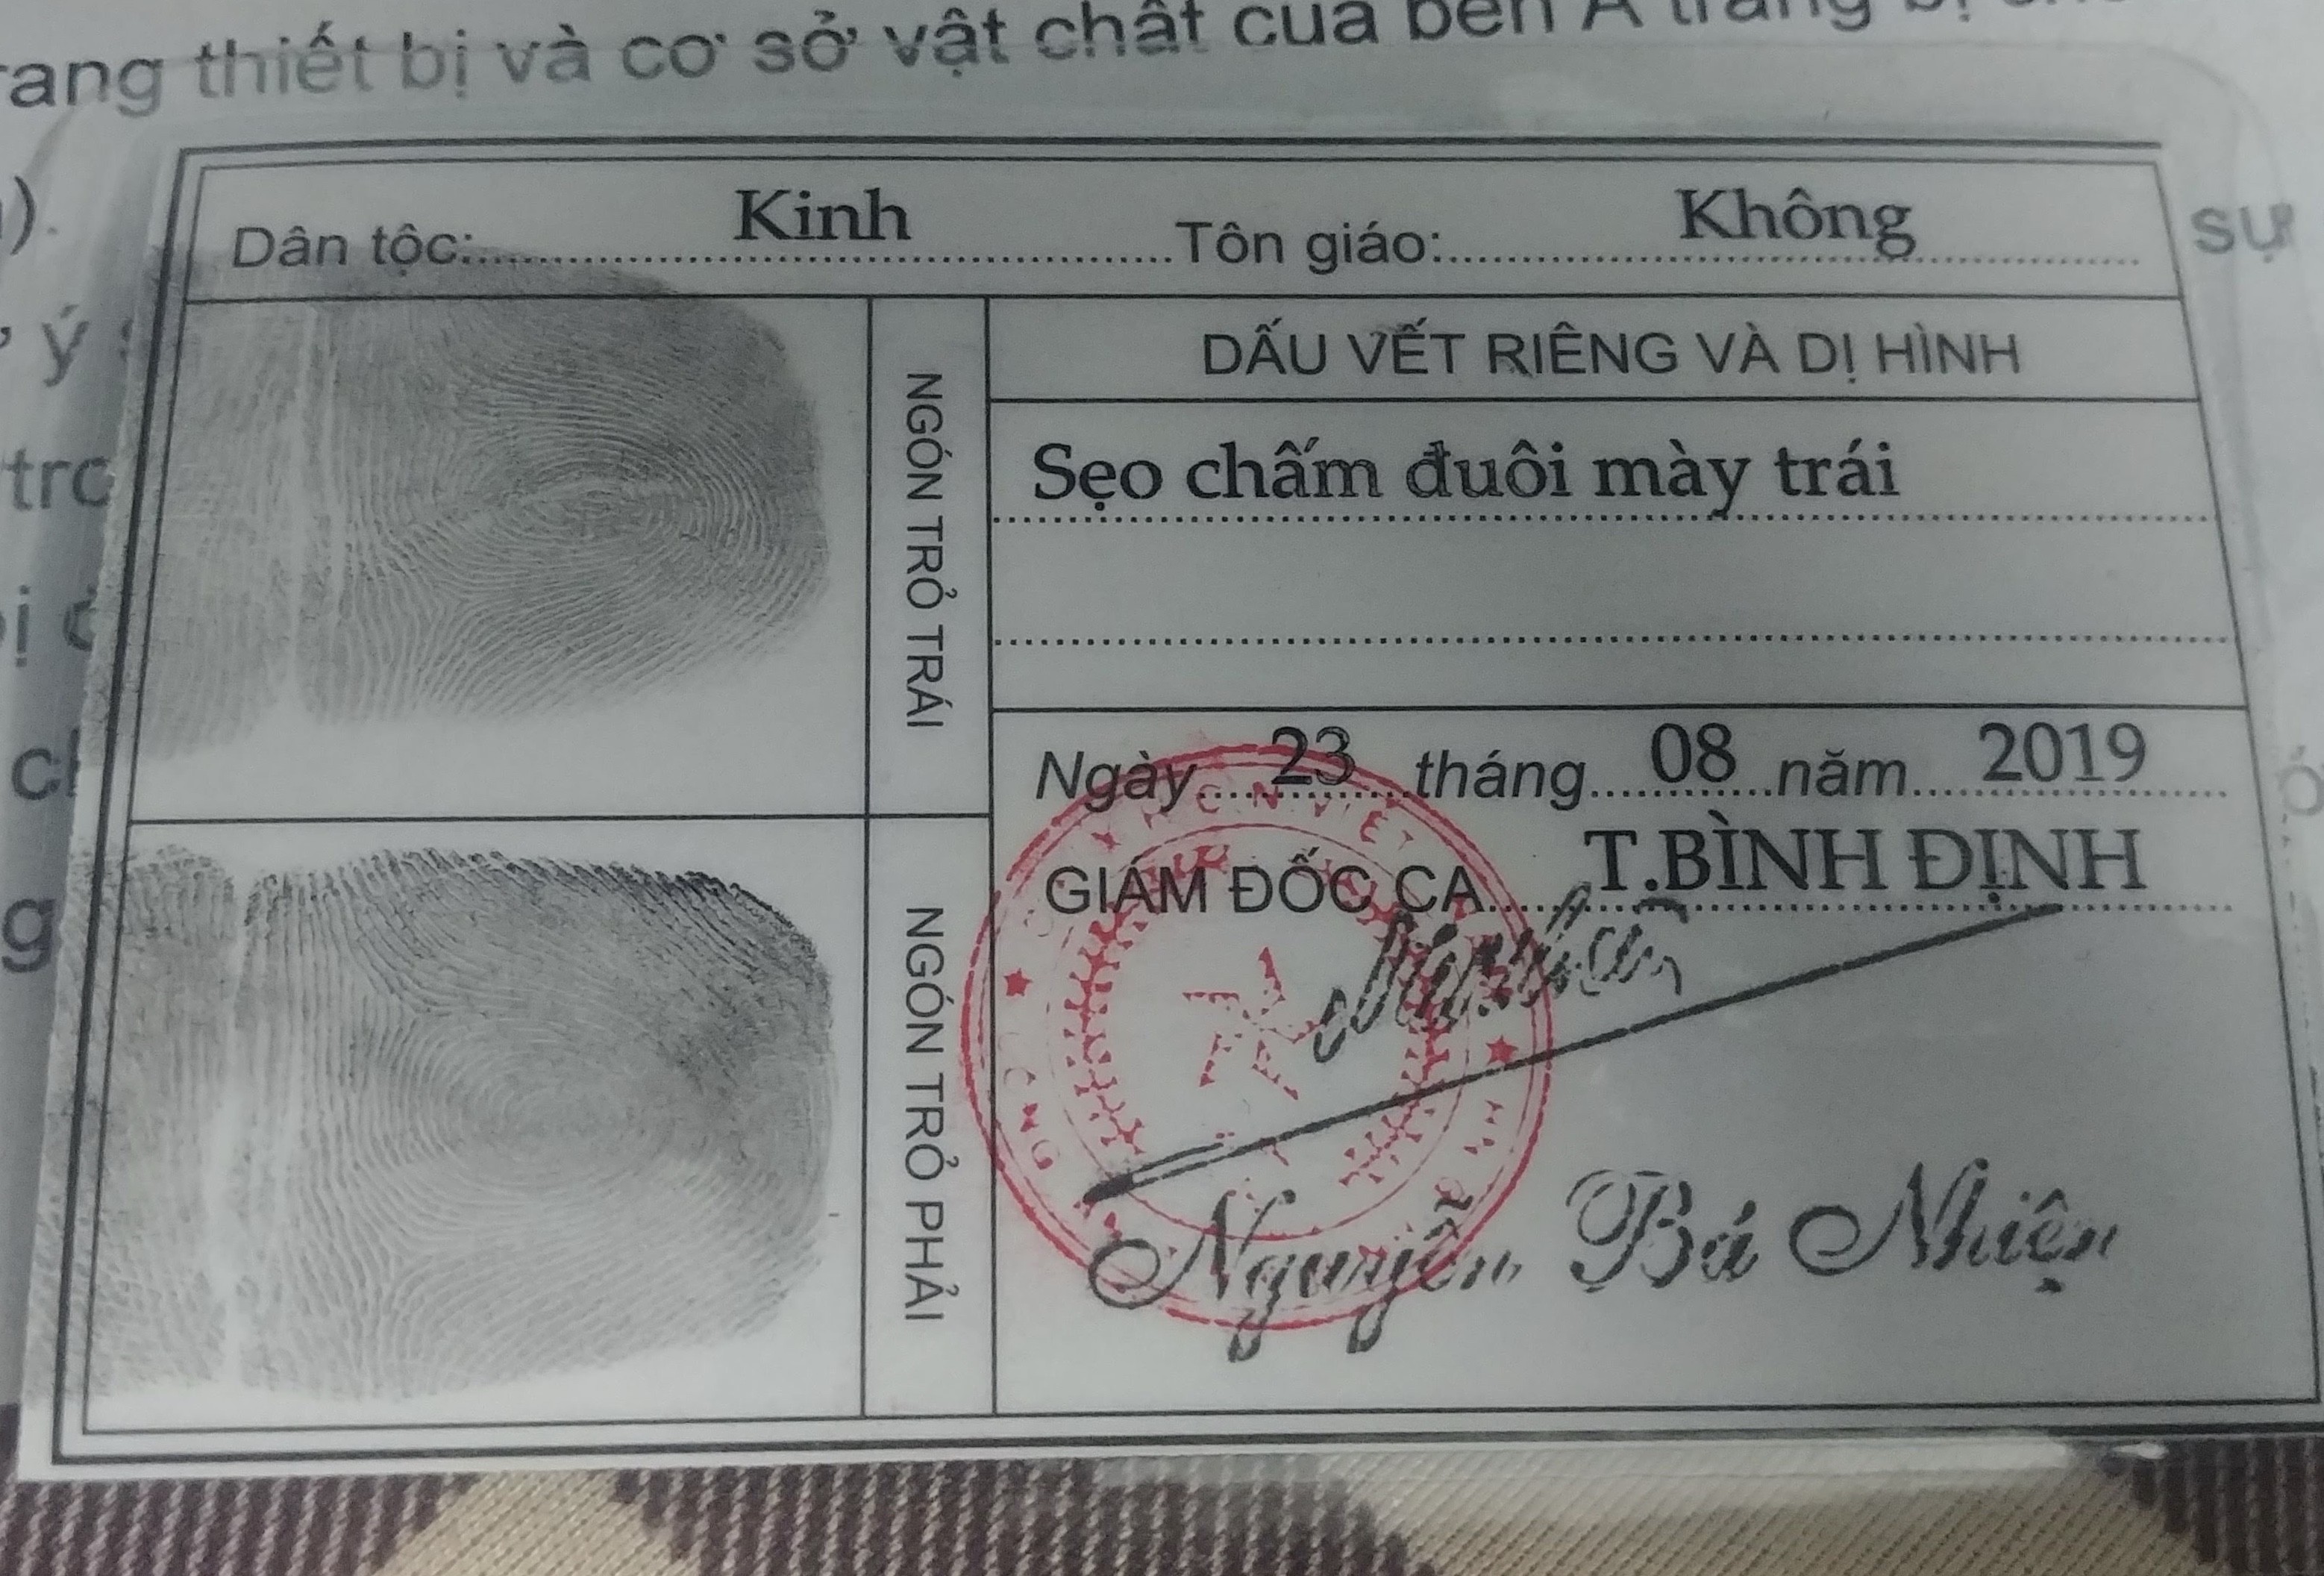 rang thiết bị và cơ sở vật chất của bên A trang bị
).
sự
ý
Dân tộc: Kinh Tôn giáo: Không
NGÓN TRỎ TRÁI
DẤU VẾT RIÊNG VÀ DỊ HÌNH
Sẹo chấm đuôi mày trái
Ngày 23 tháng 08 năm 2019
GIÁM ĐỐC CA T.BÌNH ĐỊNH
NGÓN TRỎ PHẢI
Nguyễn Bá Nhiên